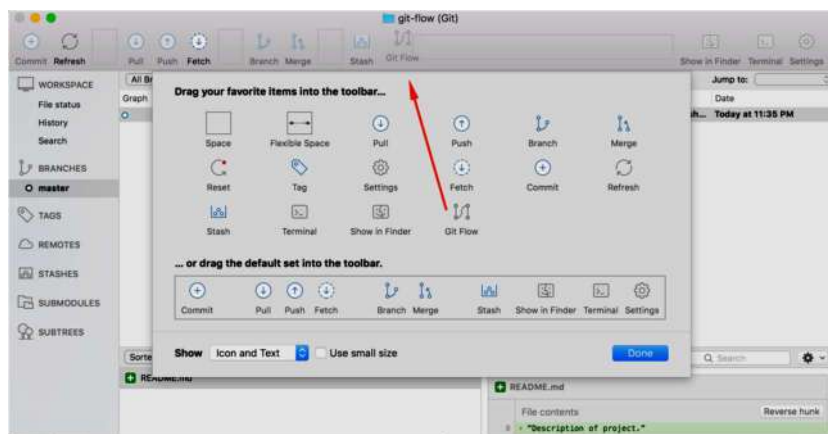 git-flow (Git)
Commit Refresh Pull Push Fetch Branch Merge Stash Git Flow Show in Finder Terminal Settings
WORKSPACE
File status
History
Search
BRANCHES
master
TAGS
REMOTES
STASHES
SUBMODULES
SUBTREES
All Br
Graph
Jump to:
Date
Today at 11:35 PM
Drag your favorite items into the toolbar...
Space Flexible Space Pull Push Branch Merge
Reset Tag Settings Fetch Commit Refresh
Stash Terminal Show in Finder Git Flow
... or drag the default set into the toolbar.
Commit Pull Push Fetch Branch Merge Stash Show in Finder Terminal Settings
Show Icon and Text Use small size Done
Sorte
Search
README.md
README.md
File contents Reverse hunk
+ "Description of project."